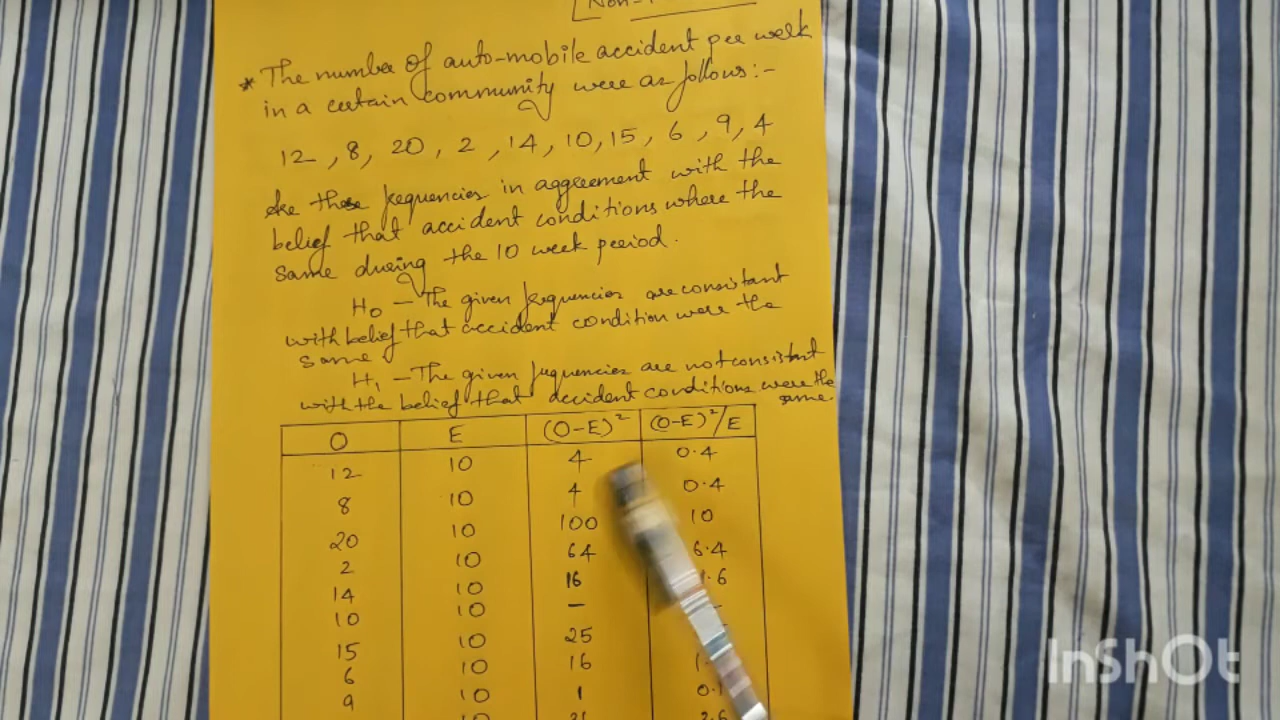 * The number of auto-mobile accident per week
in a certain community were as follows:-
12, 8, 20, 2, 14, 10, 15, 6, 9, 4
Are these frequencies in aggreement with the
belief that accident conditions where the
same during the 10 week period.
H0 - The given frequencies are consistant
with belief that accident condition were the
same.
H1 - The given frequencies are not consistant
with the belief that accident conditions were the
same.
O E (O-E)² (O-E)²/E
12 10 4 0.4
8 10 4 0.4
20 10 100 10
2 10 64 6.4
14 10 16 1.6
10 10 - -
15 10 25
6 10 16
9 10 1 0.1
10
InShOt